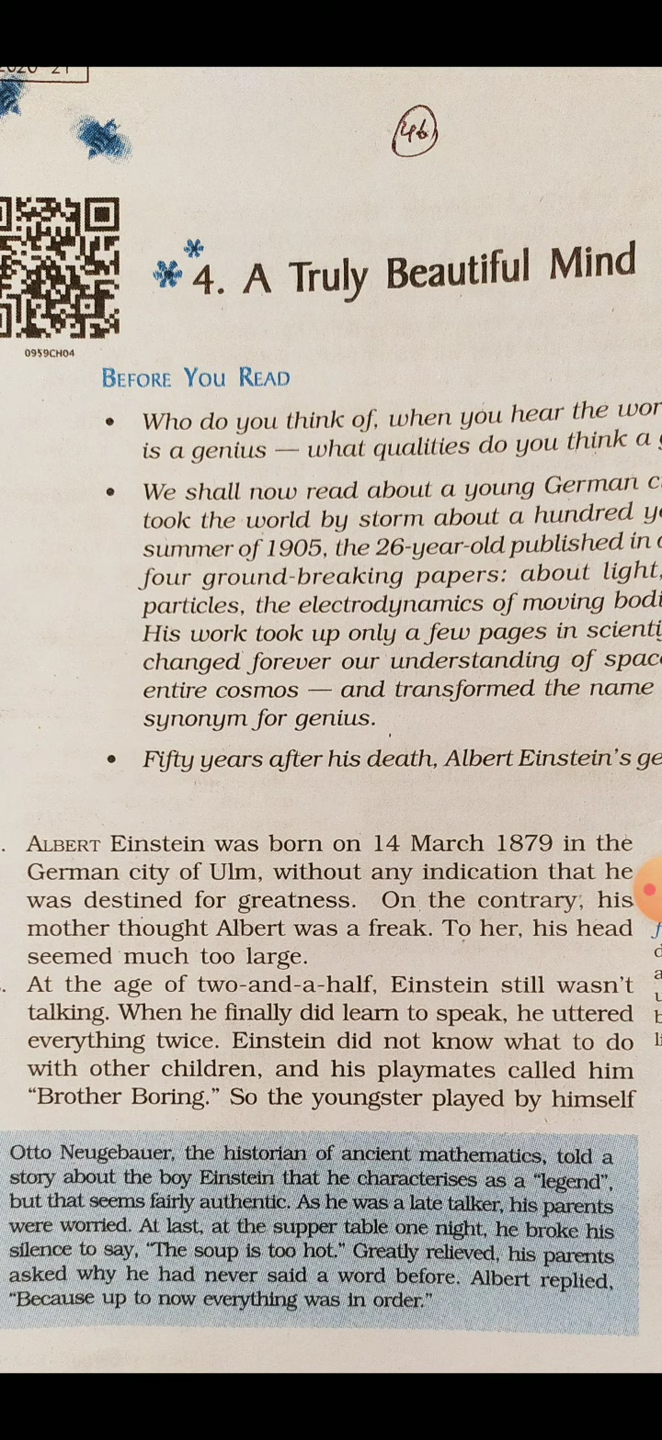 2020-21
46
0959CH04
4. A Truly Beautiful Mind
BEFORE YOU READ
• Who do you think of, when you hear the
is a genius — what qualities do you think a
• We shall now read about a young German
took the world by storm about a hundred
summer of 1905, the 26-year-old published in
four ground-breaking papers: about light,
particles, the electrodynamics of moving
His work took up only a few pages in
changed forever our understanding of
entire cosmos — and transformed the name
synonym for genius.
• Fifty years after his death, Albert Einstein's
ALBERT Einstein was born on 14 March 1879 in the
German city of Ulm, without any indication that he
was destined for greatness. On the contrary, his
mother thought Albert was a freak. To her, his head
seemed much too large.
At the age of two-and-a-half, Einstein still wasn't
talking. When he finally did learn to speak, he uttered
everything twice. Einstein did not know what to do
with other children, and his playmates called him
“Brother Boring.” So the youngster played by himself
Otto Neugebauer, the historian of ancient mathematics, told a
story about the boy Einstein that he characterises as a “legend”,
but that seems fairly authentic. As he was a late talker, his parents
were worried. At last, at the supper table one night, he broke his
silence to say, “The soup is too hot.” Greatly relieved, his parents
asked why he had never said a word before. Albert replied,
“Because up to now everything was in order.”